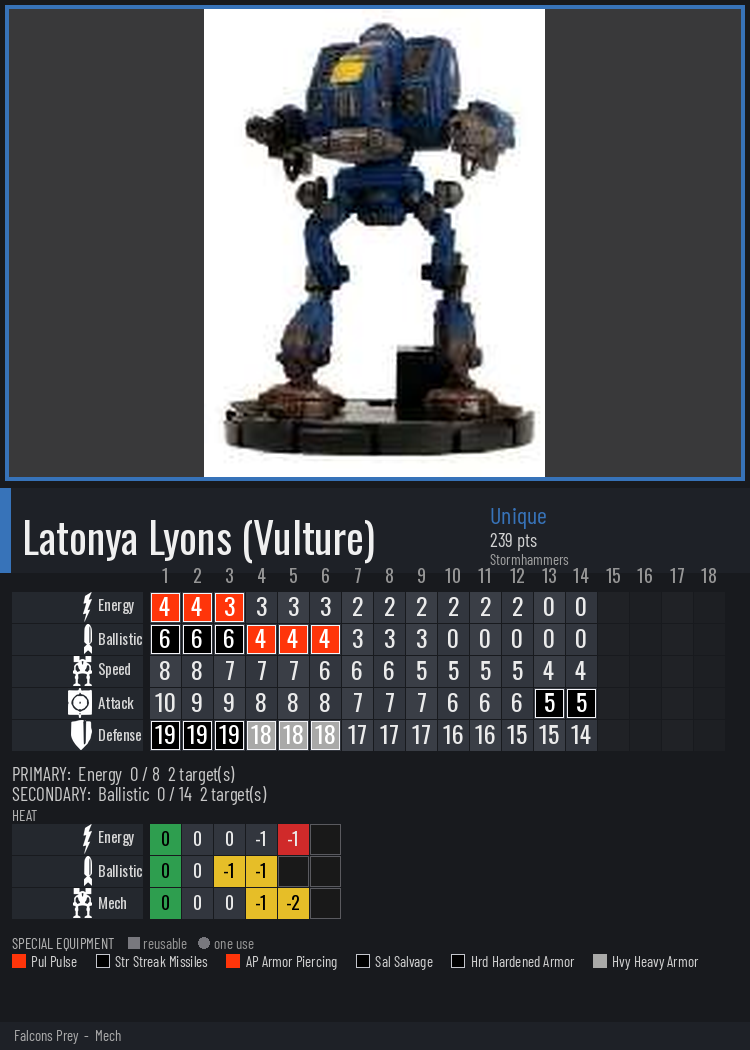 Latonya Lyons (Vulture)
Unique
239 pts
Stormhammers
1 2 3 4 5 6 7 8 9 10 11 12 13 14 15 16 17 18
Energy 4 4 3 3 3 3 2 2 2 2 2 2 0 0
Ballistic 6 6 6 4 4 4 3 3 3 0 0 0 0 0
Speed 8 8 7 7 7 6 6 6 5 5 5 5 4 4
Attack 10 9 9 8 8 8 7 7 7 6 6 6 5 5
Defense 19 19 19 18 18 18 17 17 17 16 16 15 15 14
PRIMARY: Energy 0 / 8 2 target(s)
SECONDARY: Ballistic 0 / 14 2 target(s)
HEAT
Energy 0 0 0 -1 -1
Ballistic 0 0 -1 -1
Mech 0 0 0 -1 -2
SPECIAL EQUIPMENT reusable one use
Pul Pulse Str Streak Missiles AP Armor Piercing Sal Salvage Hrd Hardened Armor Hvy Heavy Armor
Falcons Prey - Mech